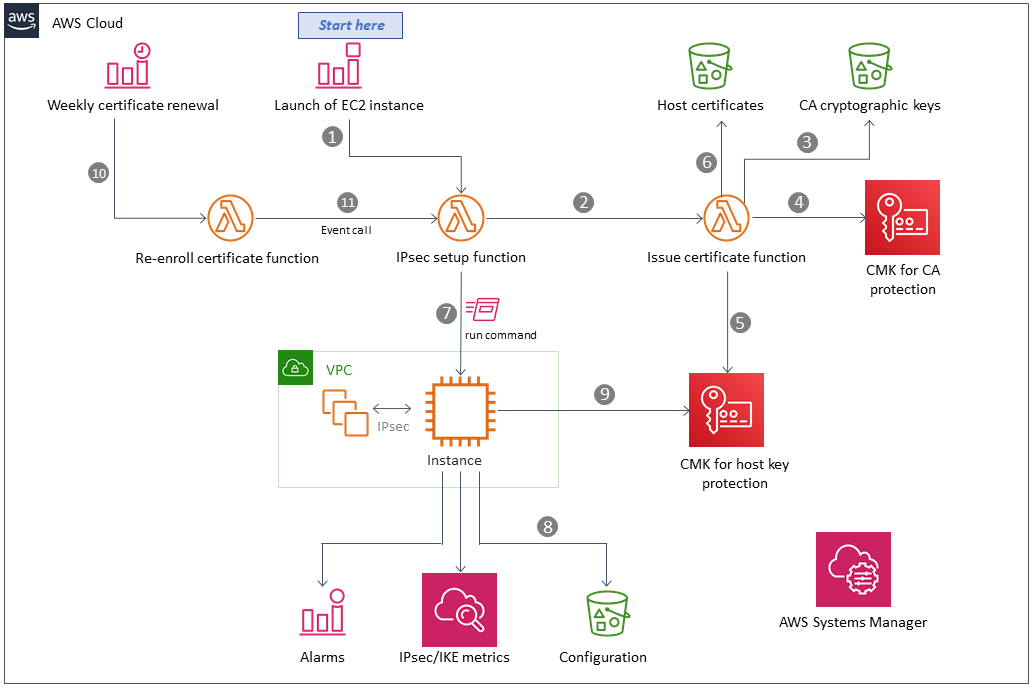 aws
AWS Cloud
Start here
Weekly certificate renewal
Launch of EC2 instance
Host certificates
CA cryptographic keys
1
3
6
10
11
2
4
Event call
Re-enroll certificate function
IPsec setup function
Issue certificate function
CMK for CA
protection
7
run command
5
VPC
9
IPsec
Instance
CMK for host key
protection
8
AWS Systems Manager
Alarms
IPsec/IKE metrics
Configuration